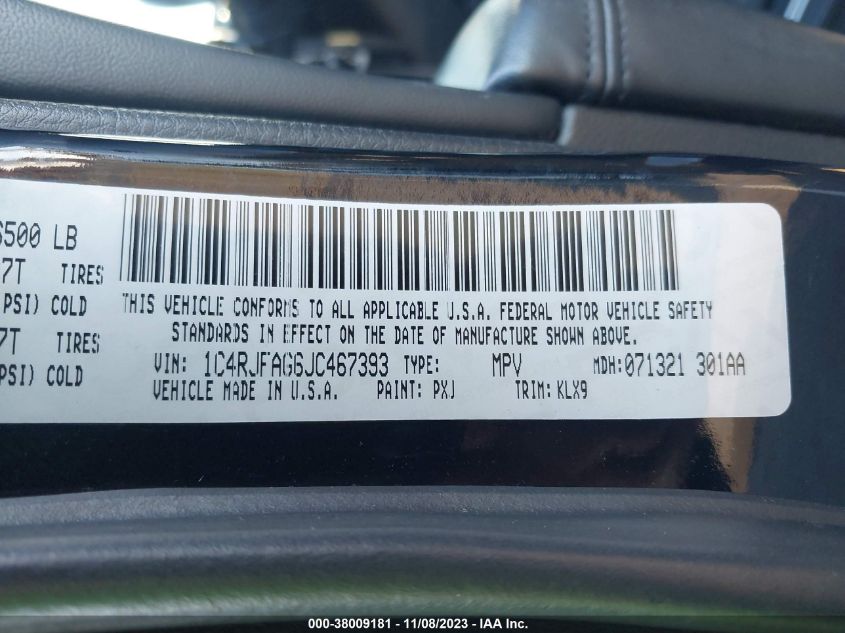 6500 LB
7T TIRES
PSI) COLD
7T TIRES
PSI) COLD
THIS VEHICLE CONFORMS TO ALL APPLICABLE U.S.A. FEDERAL MOTOR VEHICLE SAFETY
STANDARDS IN EFFECT ON THE DATE OF MANUFACTURE SHOWN ABOVE.
VIN: 1C4RJFAG6JC467393 TYPE: MPV MDH:071321 301AA
VEHICLE MADE IN U.S.A. PAINT: PXJ TRIM: KLX9
000-38009181 - 11/08/2023 - IAA Inc.